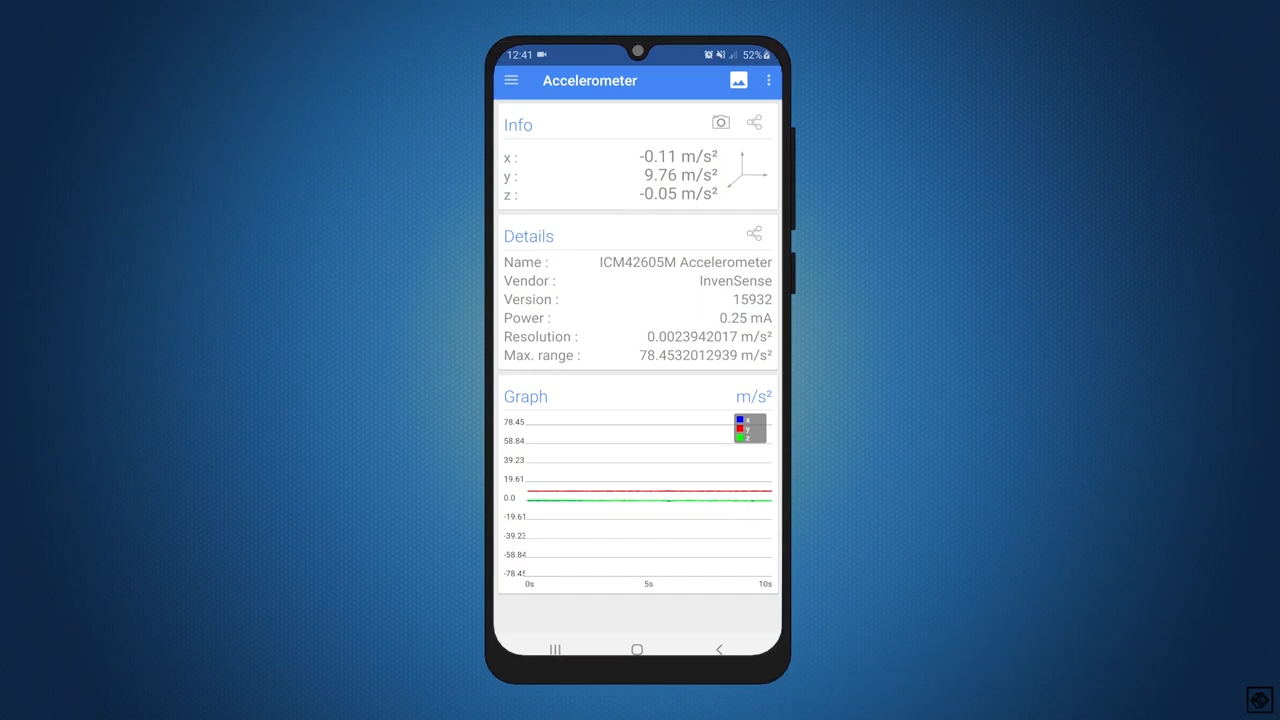 12:41 52%
Accelerometer
Info
x : -0.11 m/s²
y : 9.76 m/s²
z : -0.05 m/s²
Details
Name : ICM42605M Accelerometer
Vendor : InvenSense
Version : 15932
Power : 0.25 mA
Resolution : 0.0023942017 m/s²
Max. range : 78.4532012939 m/s²
Graph m/s²
x
y
z
78.45
58.84
39.23
19.61
0.0
-19.61
-39.23
-58.84
-78.45
0s 5s 10s